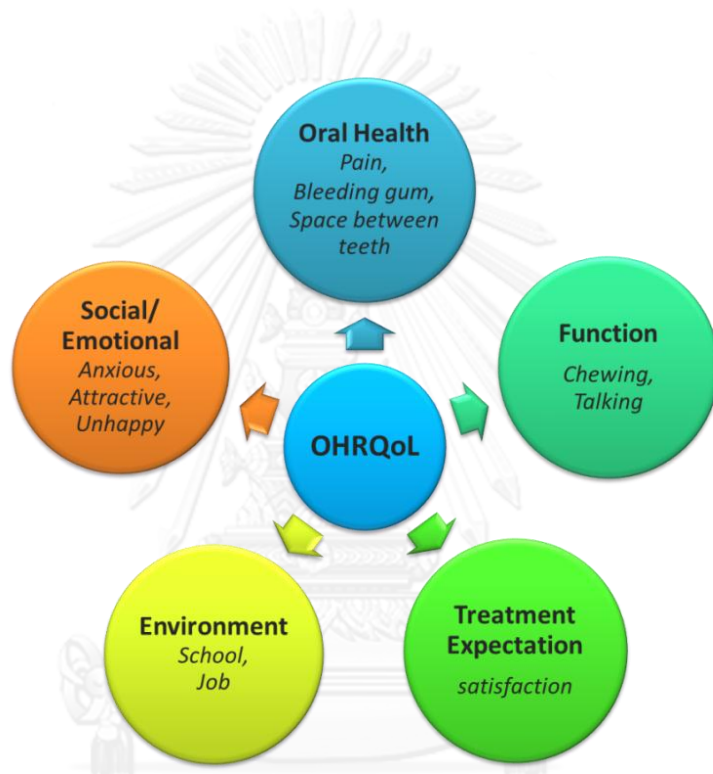 Oral Health
Pain,
Bleeding gum,
Space between
teeth
Social/
Emotional
Anxious,
Attractive,
Unhappy
Function
Chewing,
Talking
OHRQoL
Environment
School,
Job
Treatment
Expectation
satisfaction